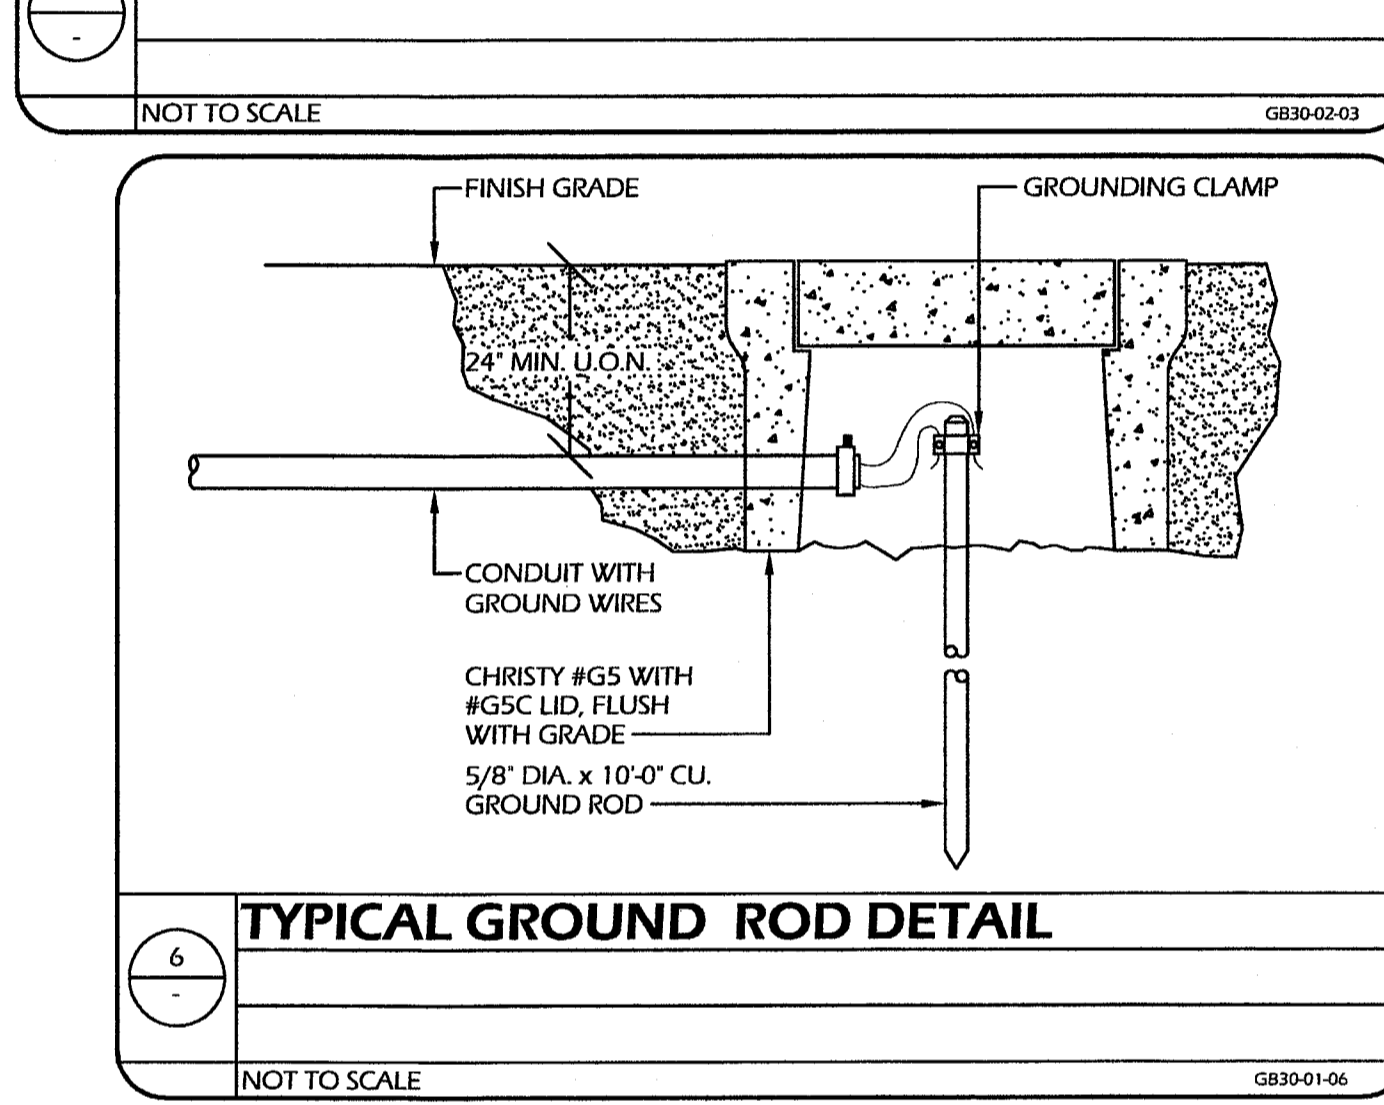 -
NOT TO SCALE
GB30-02-03
FINISH GRADE
GROUNDING CLAMP
24" MIN. U.O.N.
CONDUIT WITH
GROUND WIRES
CHRISTY #G5 WITH
#G5C LID, FLUSH
WITH GRADE
5/8" DIA. x 10'-0" CU.
GROUND ROD
TYPICAL GROUND ROD DETAIL
6
-
NOT TO SCALE
GB30-01-06